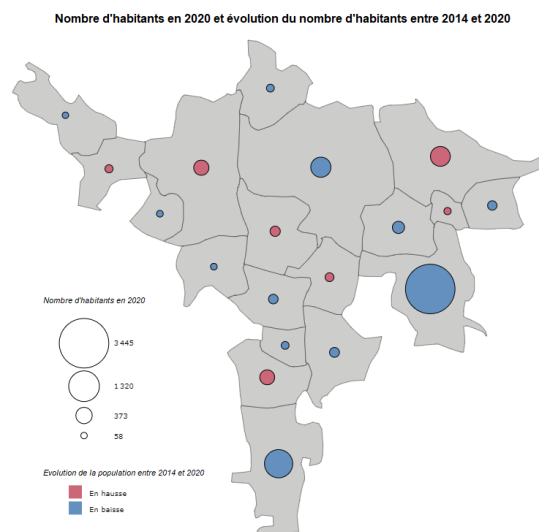 Nombre d'habitants en 2020 et évolution du nombre d'habitants entre 2014 et 2020
Nombre d'habitants en 2020
3 445
1 320
373
58
Evolution de la population entre 2014 et 2020
En hausse
En baisse